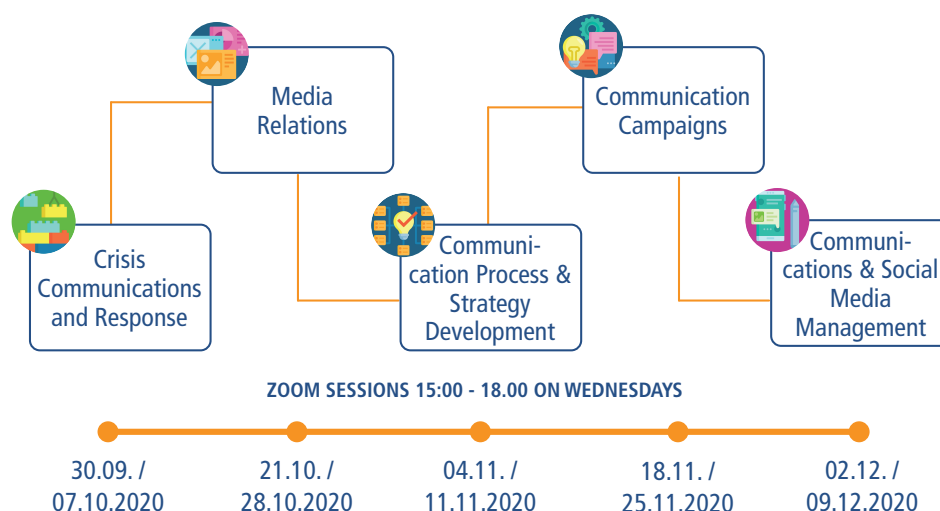 Media
Relations
Communication
Campaigns
Crisis
Communications
and Response
Communi-
cation Process &
Strategy
Development
Communi-
cations & Social
Media
Management
ZOOM SESSIONS 15:00 - 18.00 ON WEDNESDAYS
30.09. /
07.10.2020
21.10. /
28.10.2020
04.11. /
11.11.2020
18.11. /
25.11.2020
02.12. /
09.12.2020